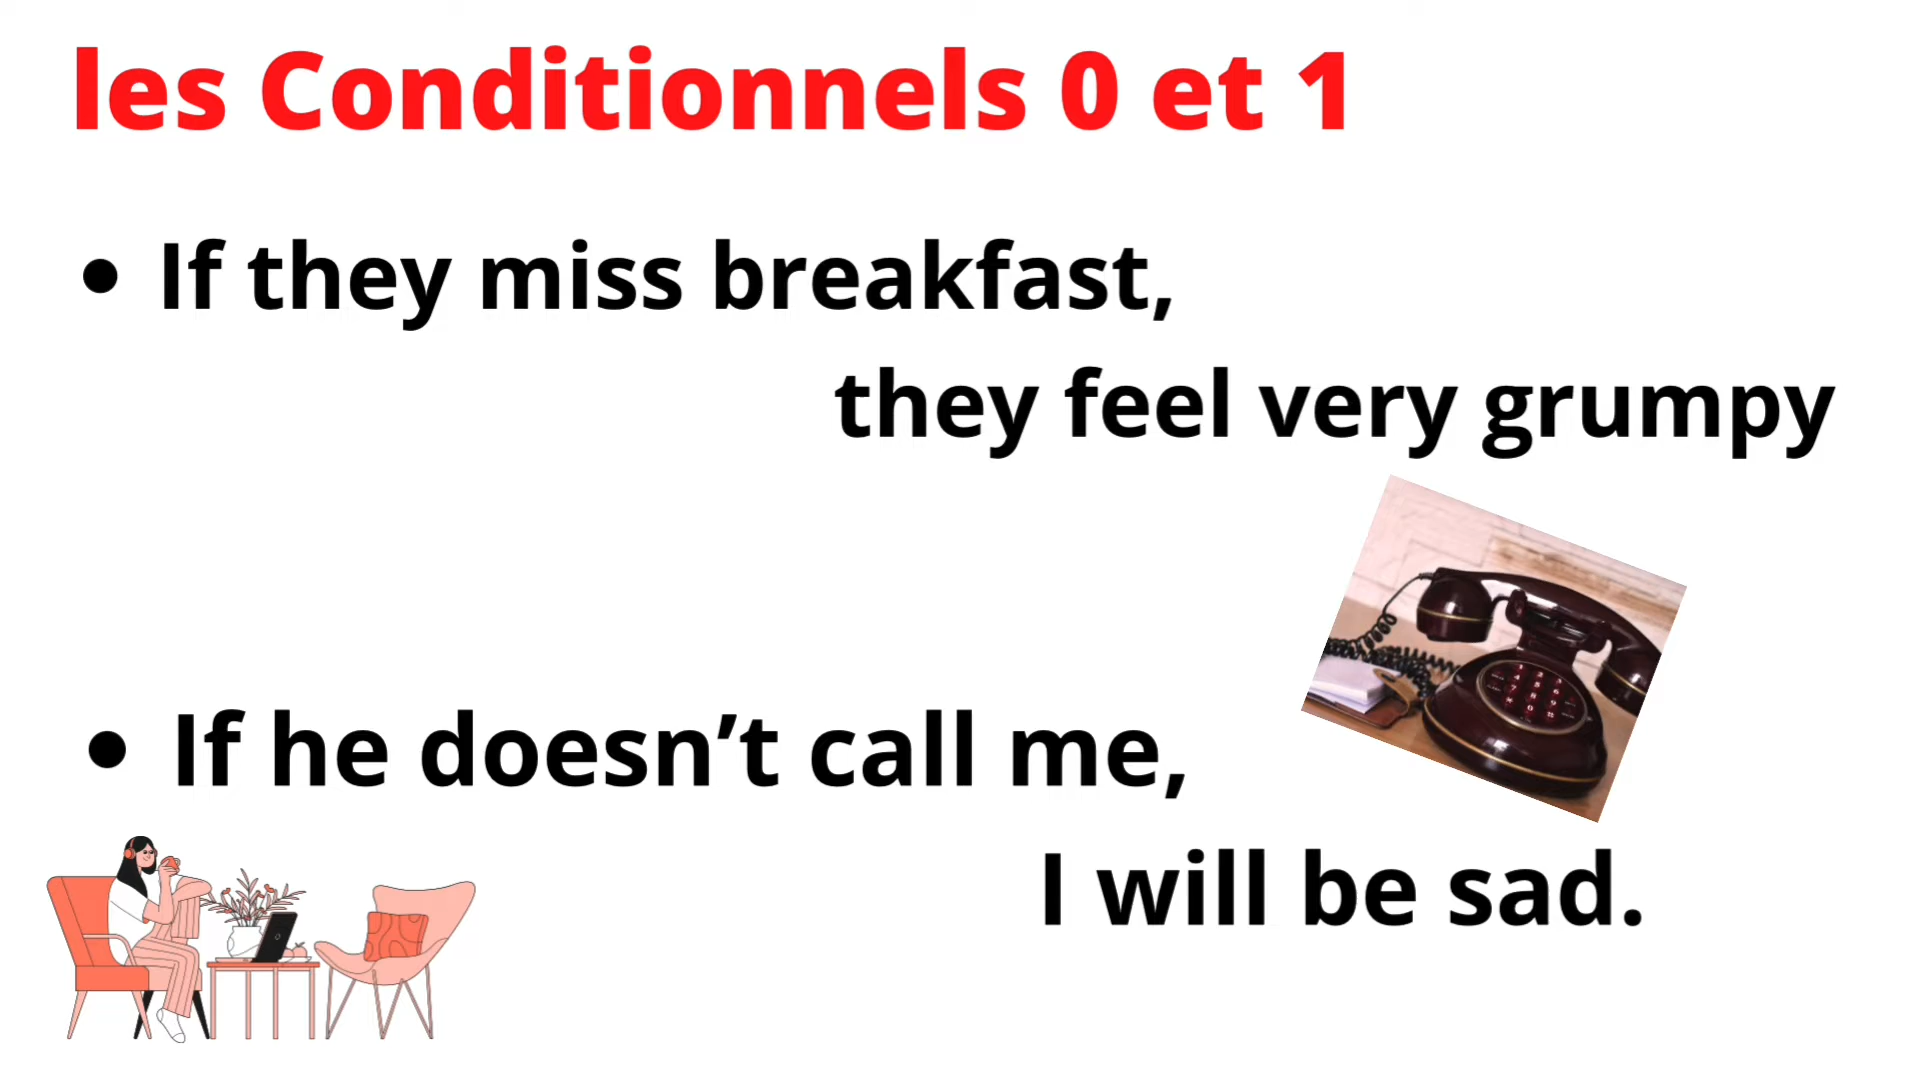 les Conditionnels 0 et 1
• If they miss breakfast,
they feel very grumpy
• If he doesn’t call me,
I will be sad.